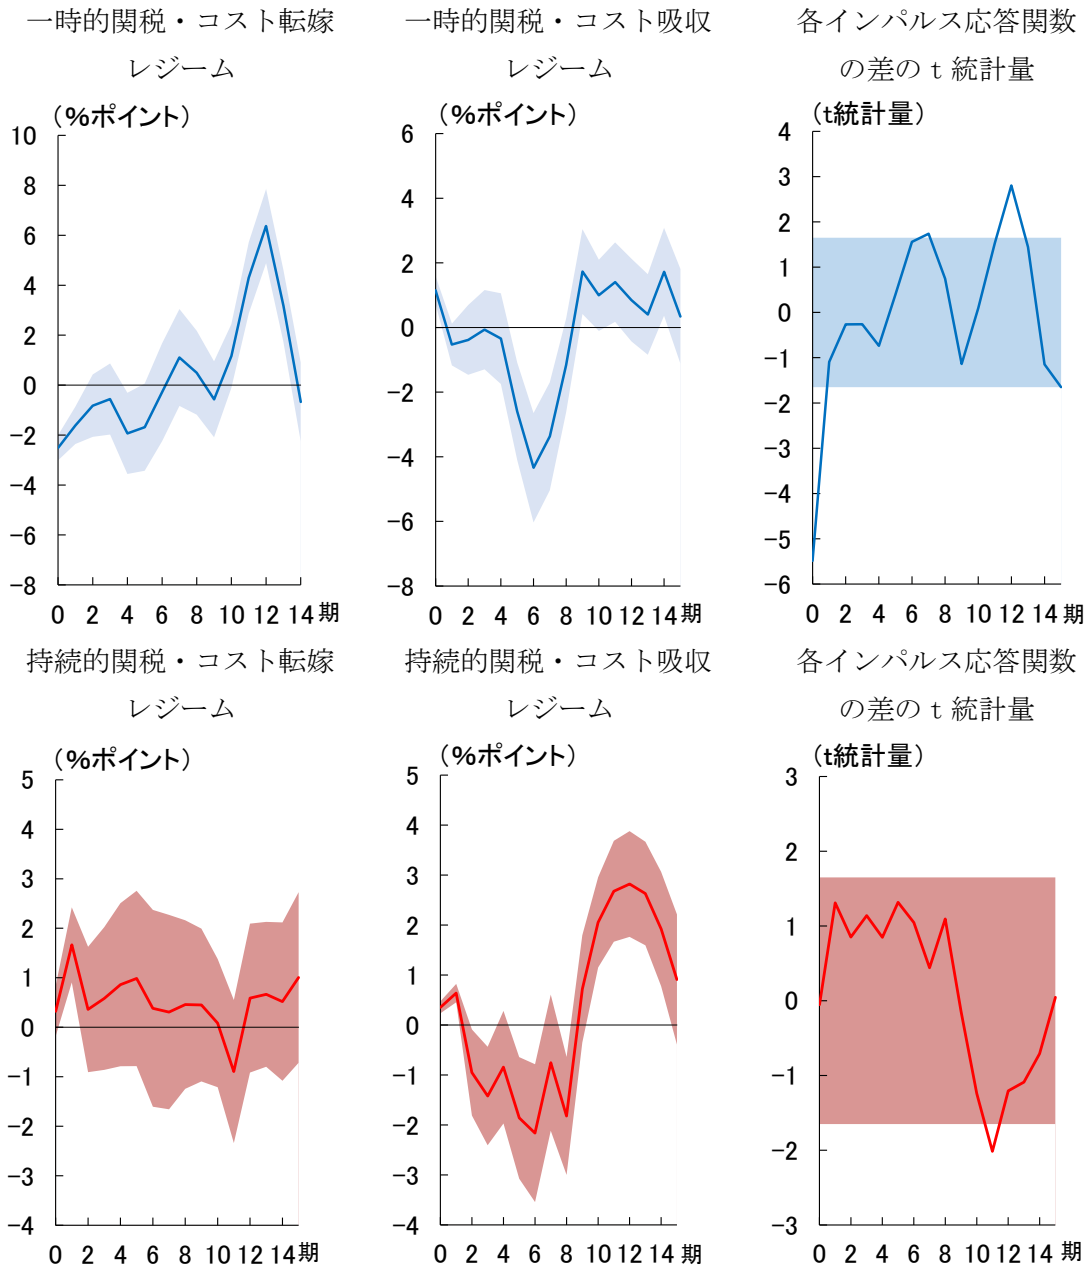 一時的関税・コスト転嫁
レジーム
(%ポイント)
10
8
6
4
2
0
−2
−4
−6
−8
0 2 4 6 8 10 12 14 期
一時的関税・コスト吸収
レジーム
(%ポイント)
6
4
2
0
−2
−4
−6
−8
0 2 4 6 8 10 12 14 期
各インパルス応答関数
の差の t 統計量
(t統計量)
4
3
2
1
0
−1
−2
−3
−4
−5
−6
0 2 4 6 8 10 12 14 期
持続的関税・コスト転嫁
レジーム
(%ポイント)
5
4
3
2
1
0
−1
−2
−3
−4
0 2 4 6 8 10 12 14 期
持続的関税・コスト吸収
レジーム
(%ポイント)
5
4
3
2
1
0
−1
−2
−3
−4
0 2 4 6 8 10 12 14 期
各インパルス応答関数
の差の t 統計量
(t統計量)
3
2
1
0
−1
−2
−3
0 2 4 6 8 10 12 14 期